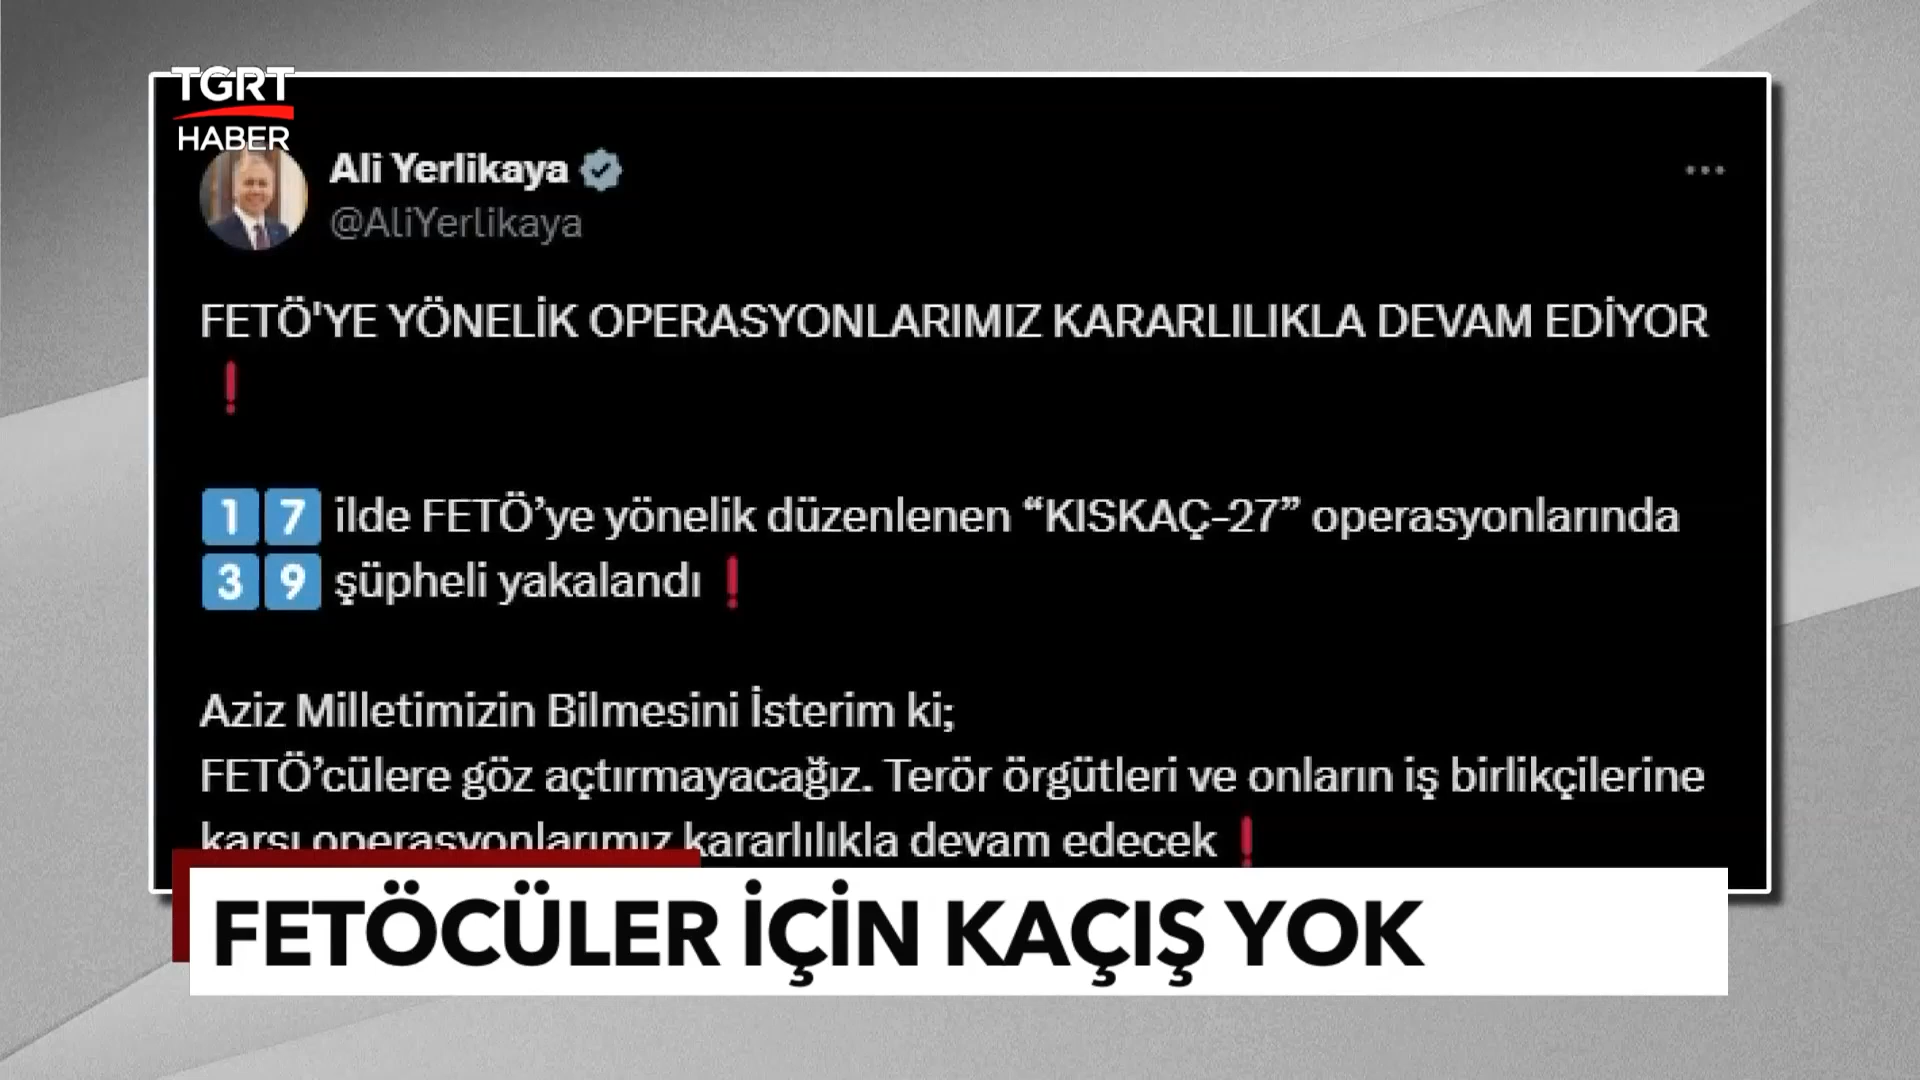 TGRT
HABER
Ali Yerlikaya
@AliYerlikaya
FETÖ'YE YÖNELİK OPERASYONLARIMIZ KARARLILIKLA DEVAM EDİYOR
❗
17 ilde FETÖ’ye yönelik düzenlenen “KISKAÇ-27” operasyonlarında
39 şüpheli yakalandı❗
Aziz Milletimizin Bilmesini İsterim ki;
FETÖ’cülere göz açtırmayacağız. Terör örgütleri ve onların iş birlikçilerine
karşı operasyonlarımız kararlılıkla devam edecek❗
FETÖCÜLER İÇİN KAÇIŞ YOK